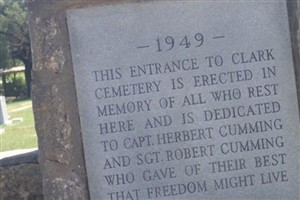 -1949-
THIS ENTRANCE TO CLARK
CEMETERY IS ERECTED IN
MEMORY OF ALL WHO REST
HERE AND IS DEDICATED
TO CAPT. HERBERT CUMMING
AND SGT. ROBERT CUMMING
WHO GAVE OF THEIR BEST
THAT FREEDOM MIGHT LIVE